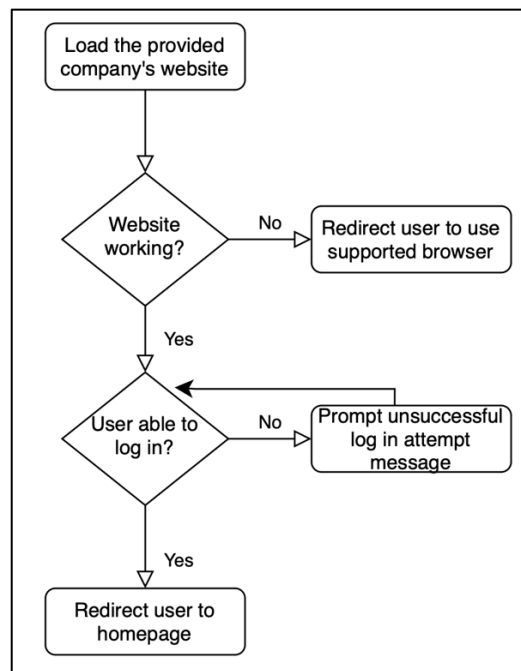 Load the provided
company's website
Website
working?
No
Redirect user to use
supported browser
Yes
User able to
log in?
No
Prompt unsuccessful
log in attempt
message
Yes
Redirect user to
homepage